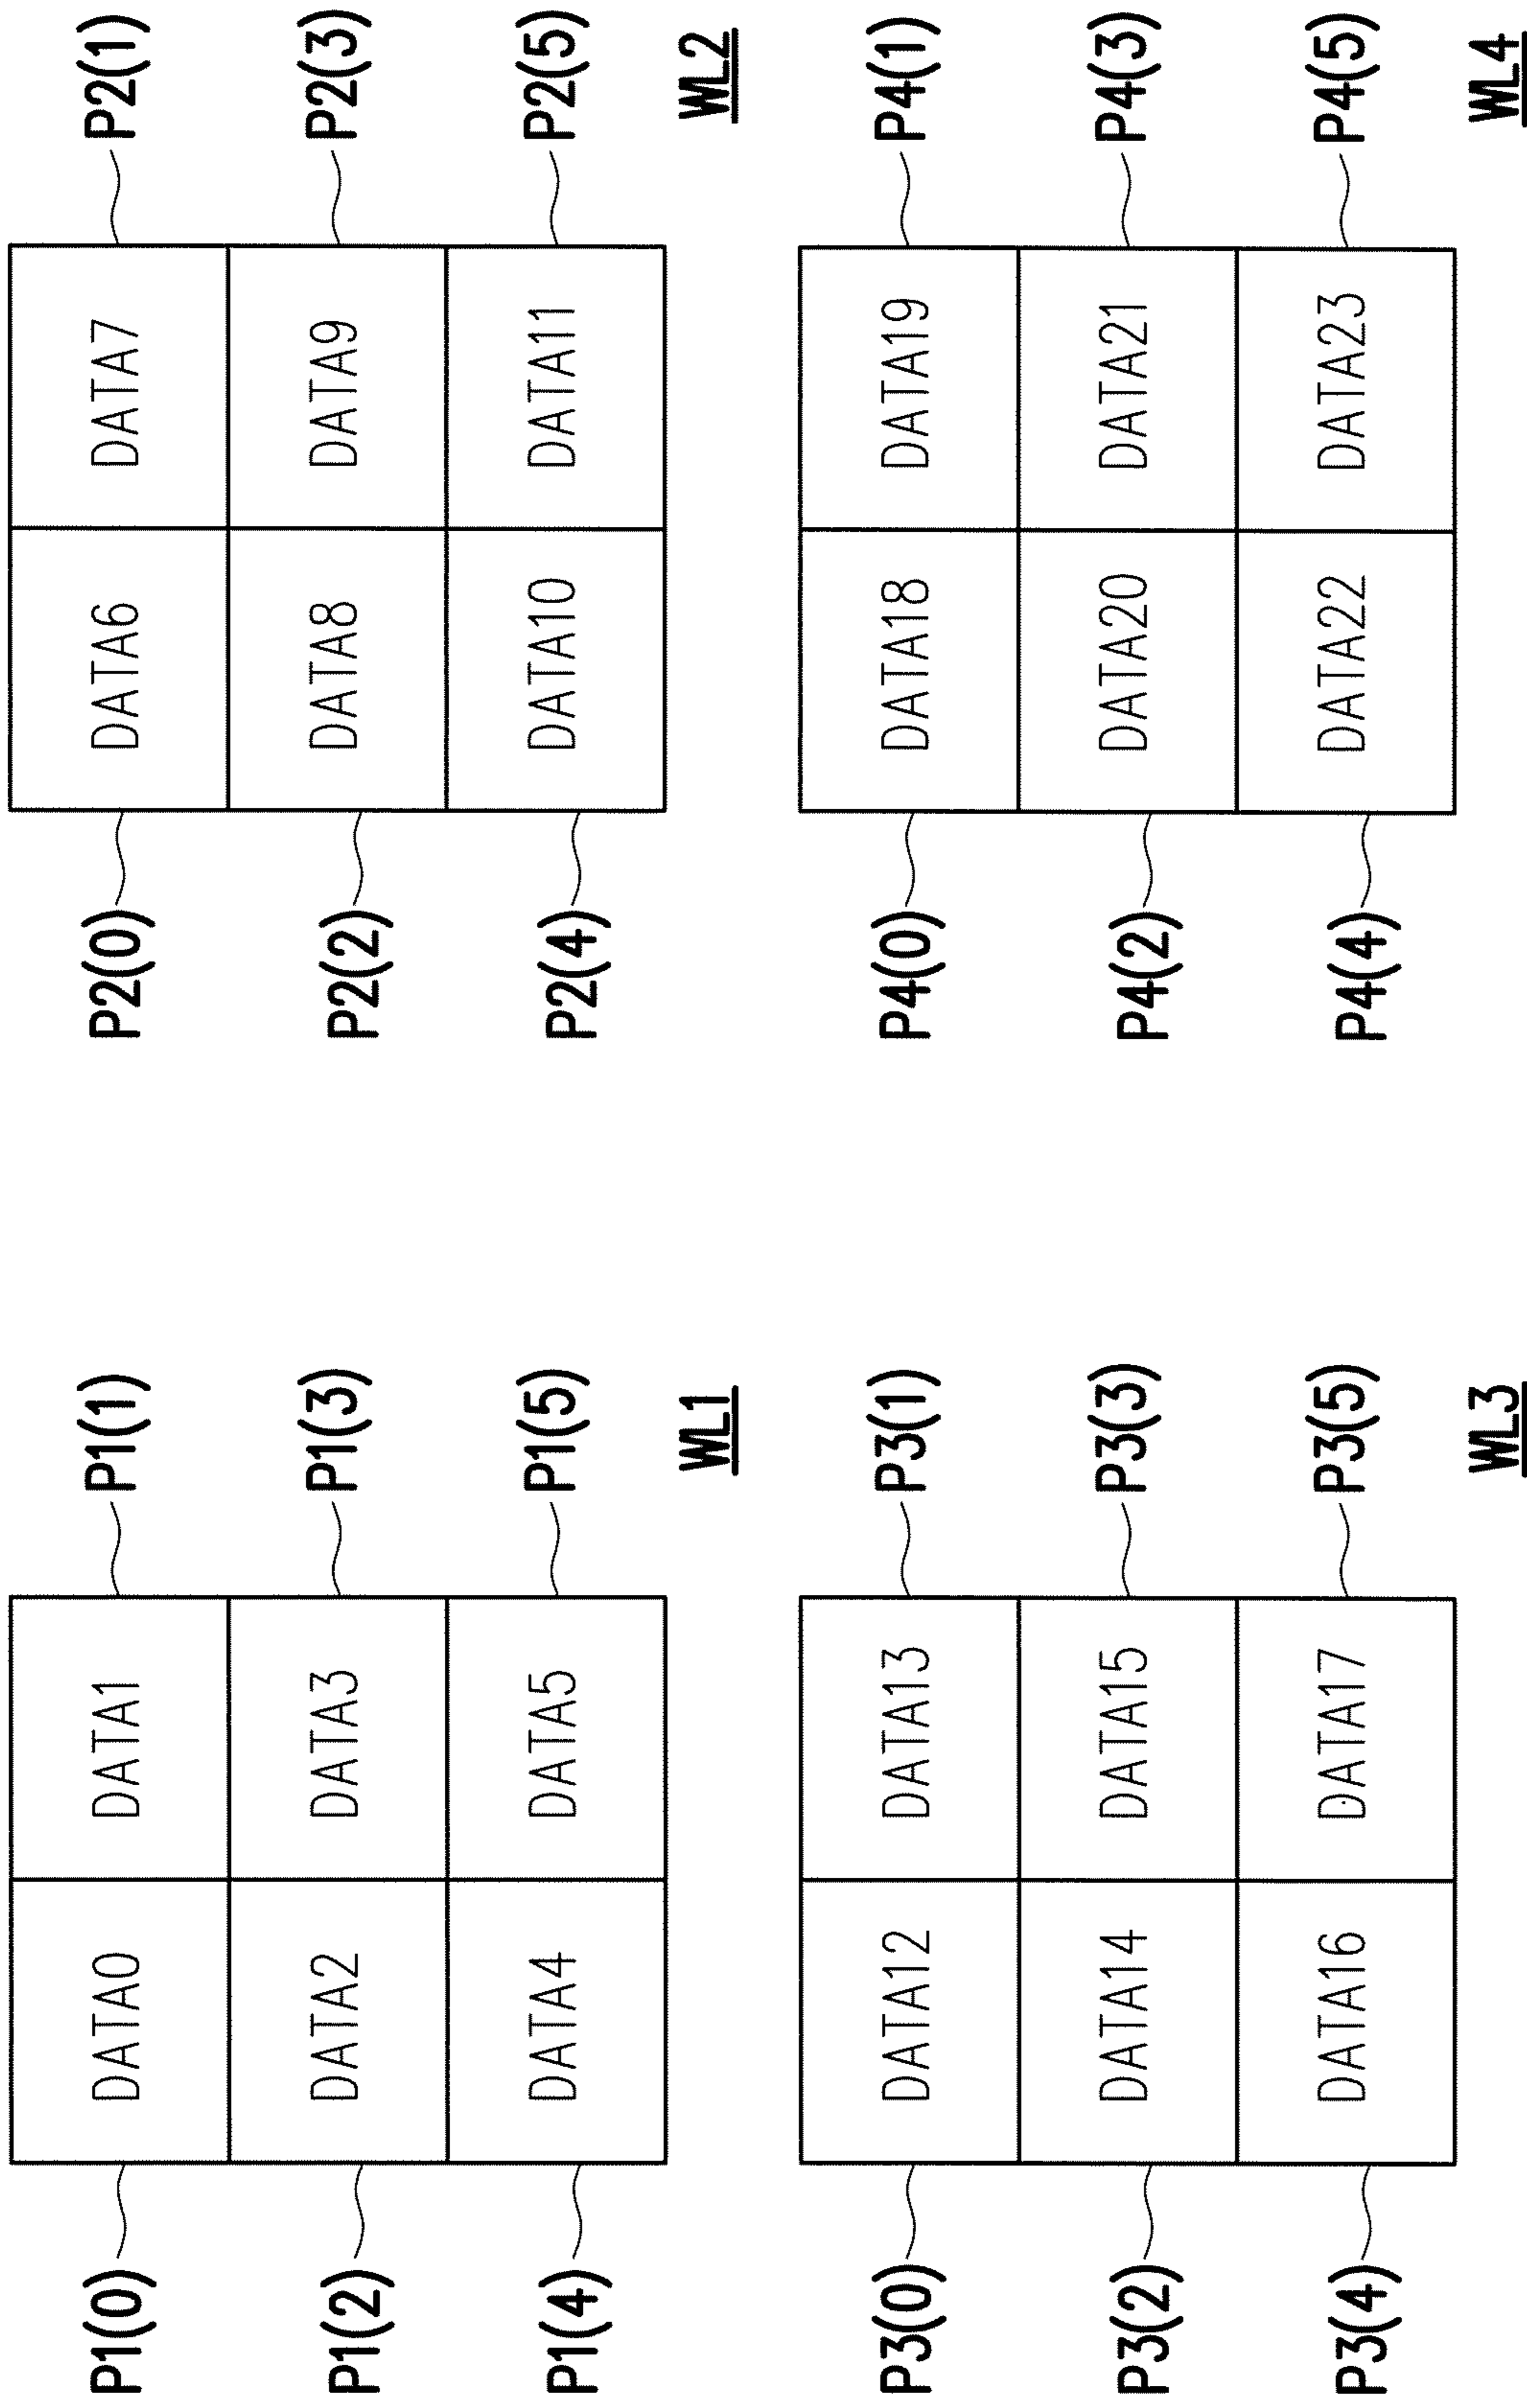 P1(0) DATA0 DATA1 P1(1)
P1(2) DATA2 DATA3 P1(3)
P1(4) DATA4 DATA5 P1(5)
WL1
P2(0) DATA6 DATA7 P2(1)
P2(2) DATA8 DATA9 P2(3)
P2(4) DATA10 DATA11 P2(5)
WL2
P3(0) DATA12 DATA13 P3(1)
P3(2) DATA14 DATA15 P3(3)
P3(4) DATA16 DATA17 P3(5)
WL3
P4(0) DATA18 DATA19 P4(1)
P4(2) DATA20 DATA21 P4(3)
P4(4) DATA22 DATA23 P4(5)
WL4